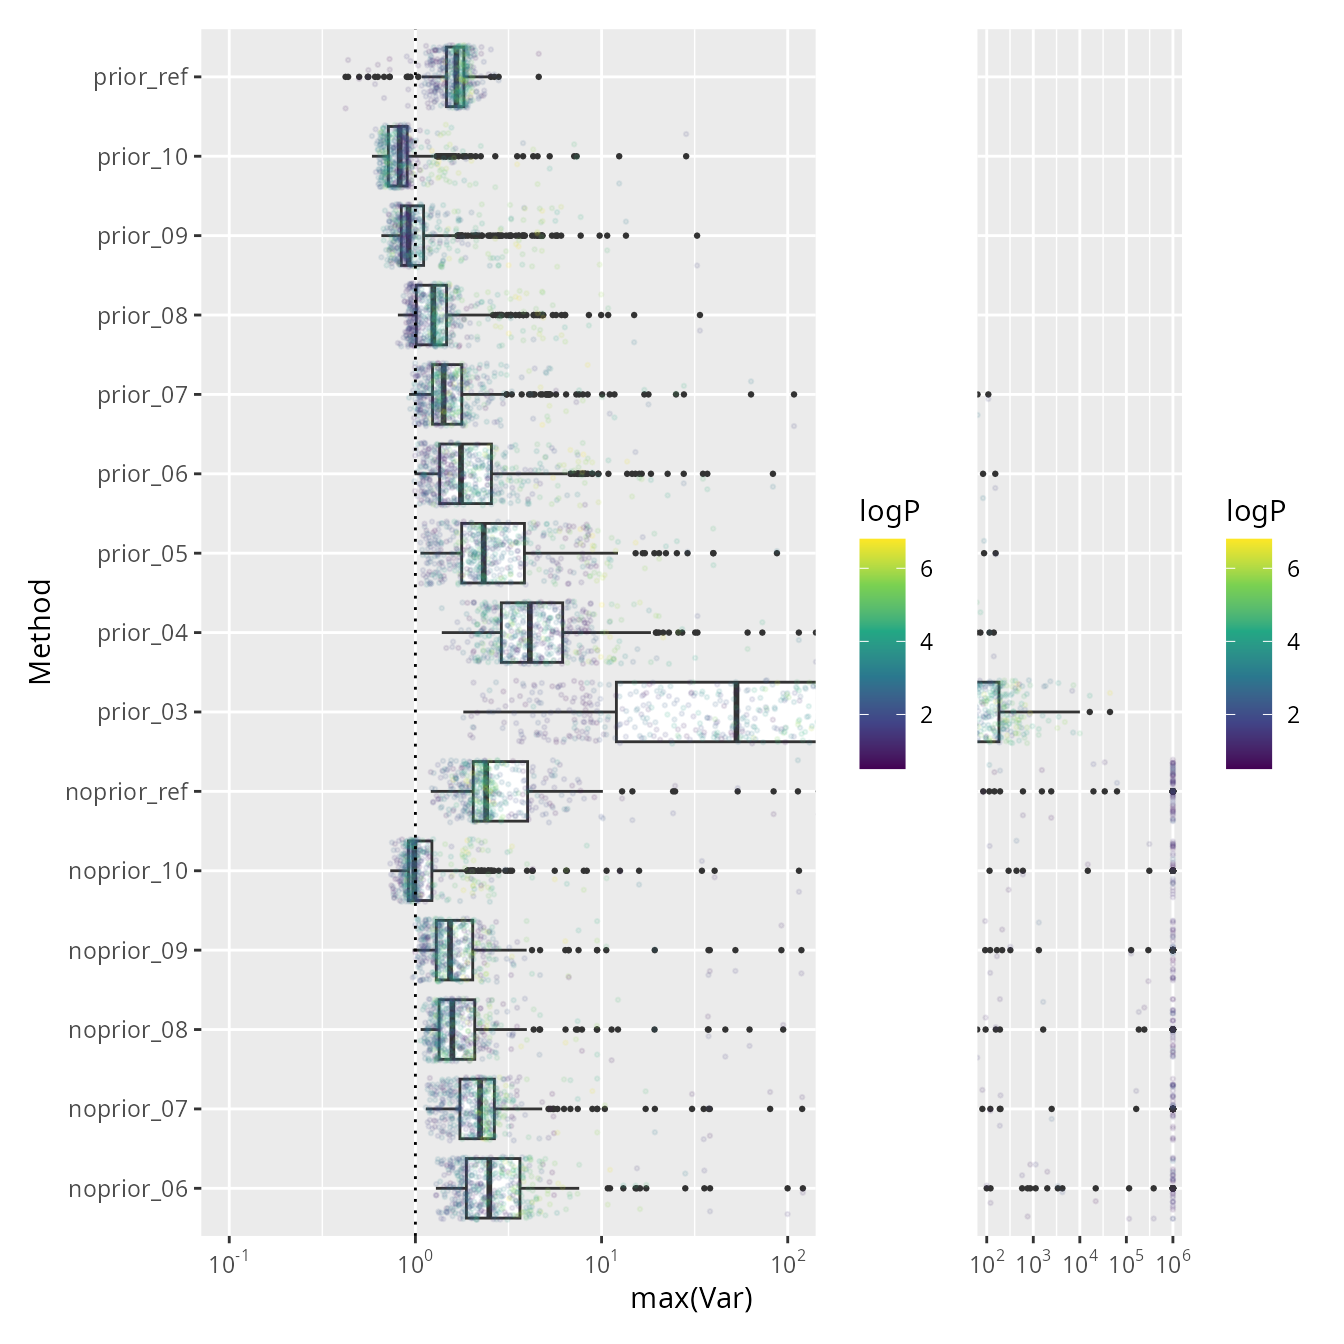 Method
prior_ref
prior_10
prior_09
prior_08
prior_07
prior_06
prior_05
prior_04
prior_03
noprior_ref
noprior_10
noprior_09
noprior_08
noprior_07
noprior_06
10⁻¹ 10⁰ 10¹ 10²
10² 10³ 10⁴ 10⁵ 10⁶
max(Var)
logP
6
4
2
logP
6
4
2